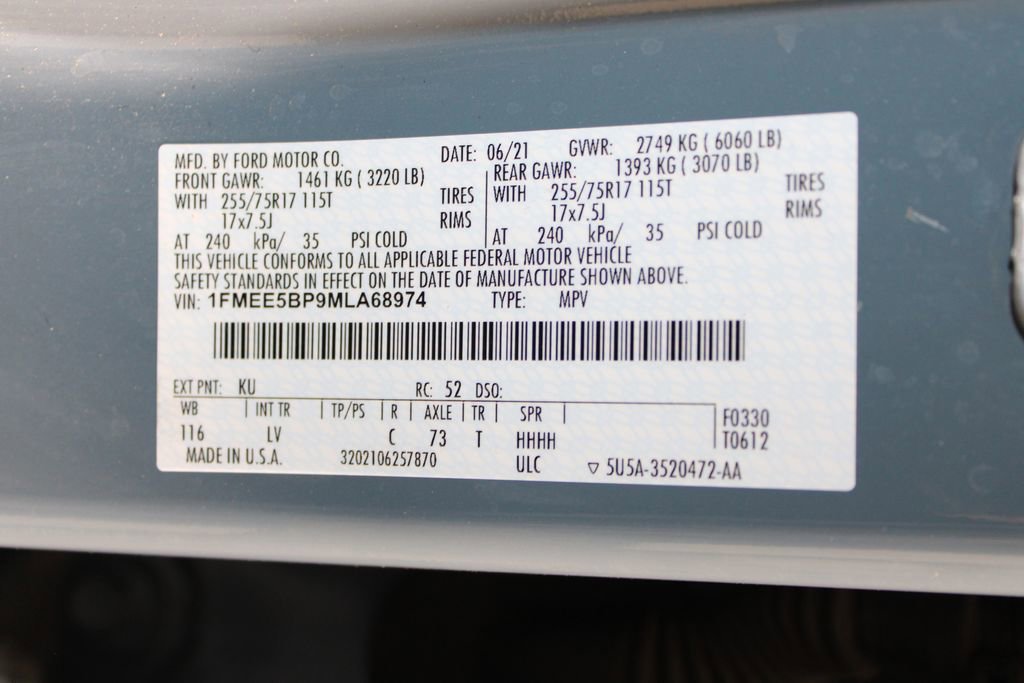 MFD. BY FORD MOTOR CO. DATE: 06/21 GVWR: 2749 KG ( 6060 LB)
FRONT GAWR: 1461 KG ( 3220 LB) REAR GAWR: 1393 KG ( 3070 LB)
WITH 255/75R17 115T TIRES WITH 255/75R17 115T TIRES
17x7.5J RIMS 17x7.5J RIMS
AT 240 kPa/ 35 PSI COLD AT 240 kPa/ 35 PSI COLD
THIS VEHICLE CONFORMS TO ALL APPLICABLE FEDERAL MOTOR VEHICLE
SAFETY STANDARDS IN EFFECT ON THE DATE OF MANUFACTURE SHOWN ABOVE.
VIN: 1FMEE5BP9MLA68974 TYPE: MPV
EXT PNT: KU RC: 52 DSO:
WB INT TR TP/PS R AXLE TR SPR F0330
116 LV C 73 T HHHH T0612
MADE IN U.S.A. 3202106257870 ULC ▽ 5U5A-3520472-AA